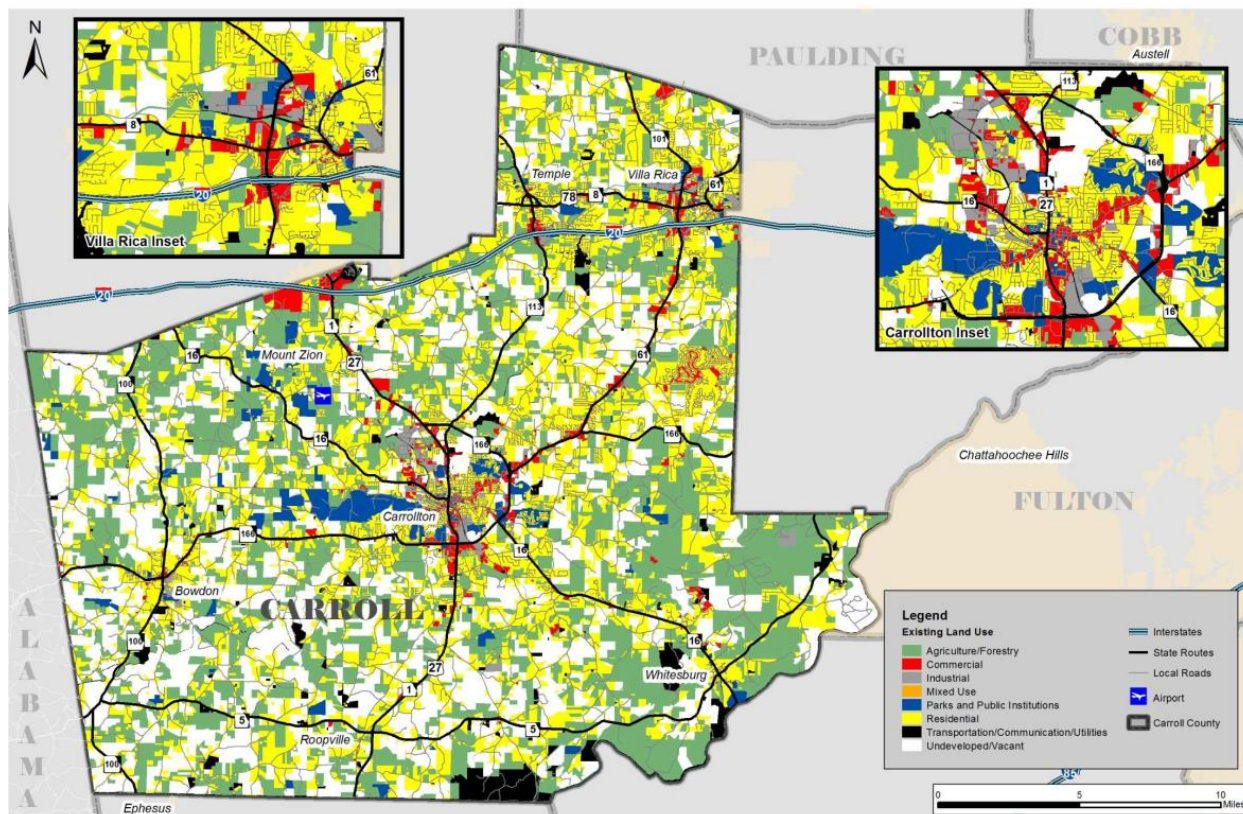 N
8
61
20
Villa Rica Inset
PAULDING
COBB
Austell
113
166
1
27
16
16
Carrollton Inset
101
Temple
Villa Rica
78
8
61
20
20
1
113
16
Mount Zion
27
61
100
16
166
166
Chattahoochee Hills
FULTON
Carrollton
166
16
Bowdon
CARROLL
100
16
27
Whitesburg
1
5
5
Roopville
100
Ephesus
ALABAMA
85
Legend
Existing Land Use
Agriculture/Forestry
Commercial
Industrial
Mixed Use
Parks and Public Institutions
Residential
Transportation/Communication/Utilities
Undeveloped/Vacant
Interstates
State Routes
Local Roads
Airport
Carroll County
0 5 10
Miles